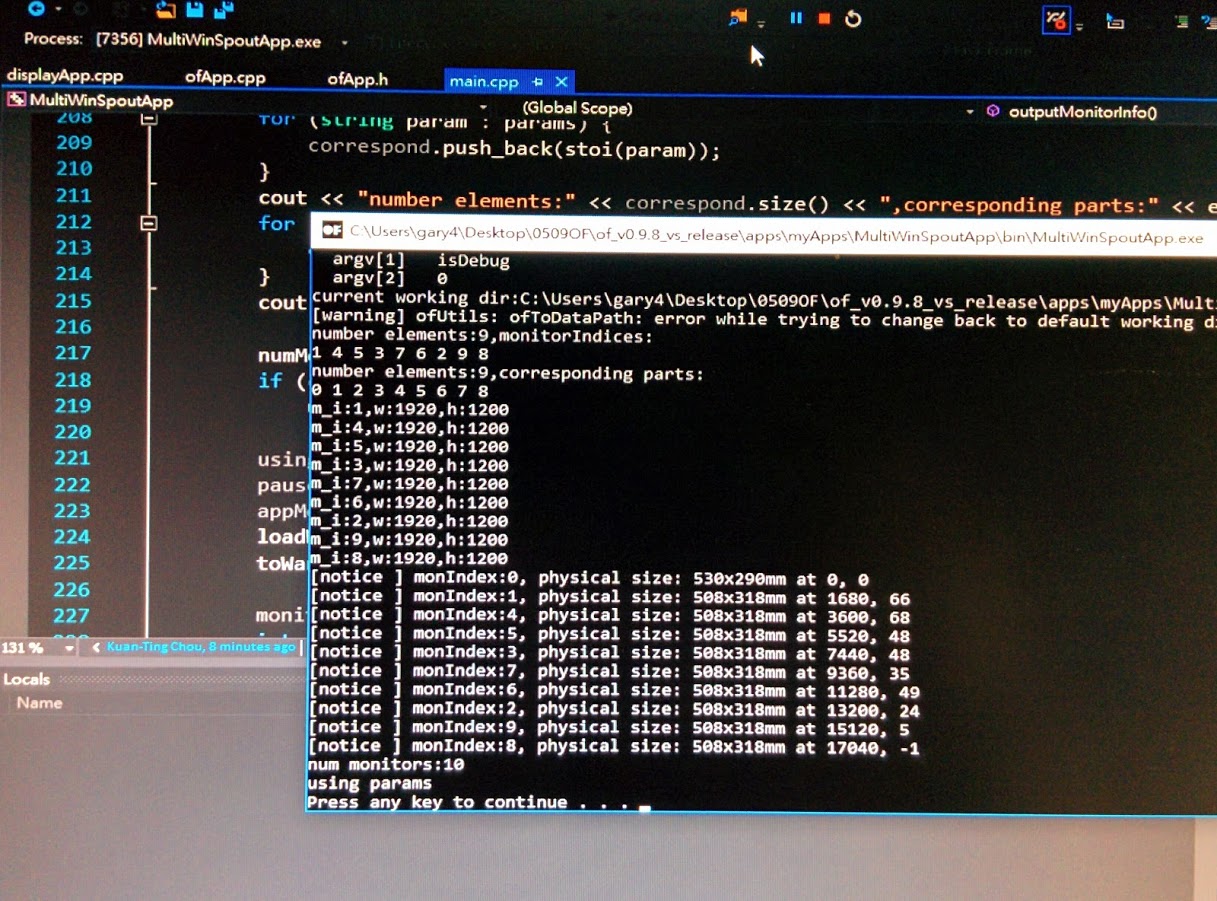 Process: [7356] MultiWinSpoutApp.exe
displayApp.cpp ofApp.cpp ofApp.h main.cpp
MultiWinSpoutApp (Global Scope) outputMonitorInfo()
208 for (string param : params) {
209 correspond.push_back(stoi(param));
210 }
211 cout << "number elements:" << correspond.size() << ",corresponding parts:" << e
212 for
213
214 }
215 cout
216
217 numM
218 if (
219
220
221 usin
222 paus
223 appM
224 load
225 toWa
226
227 moni
C:\Users\gary4\Desktop\0509OF\of_v0.9.8_vs_release\apps\myApps\MultiWinSpoutApp\bin\MultiWinSpoutApp.exe
argv[1] isDebug
argv[2] 0
current working dir:C:\Users\gary4\Desktop\0509OF\of_v0.9.8_vs_release\apps\myApps\Mult
[warning] ofUtils: ofToDataPath: error while trying to change back to default working di
number elements:9,monitorIndices:
1 4 5 3 7 6 2 9 8
number elements:9,corresponding parts:
0 1 2 3 4 5 6 7 8
m_i:1,w:1920,h:1200
m_i:4,w:1920,h:1200
m_i:5,w:1920,h:1200
m_i:3,w:1920,h:1200
m_i:7,w:1920,h:1200
m_i:6,w:1920,h:1200
m_i:2,w:1920,h:1200
m_i:9,w:1920,h:1200
m_i:8,w:1920,h:1200
[notice ] monIndex:0, physical size: 530x290mm at 0, 0
[notice ] monIndex:1, physical size: 508x318mm at 1680, 66
[notice ] monIndex:4, physical size: 508x318mm at 3600, 68
[notice ] monIndex:5, physical size: 508x318mm at 5520, 48
[notice ] monIndex:3, physical size: 508x318mm at 7440, 48
[notice ] monIndex:7, physical size: 508x318mm at 9360, 35
[notice ] monIndex:6, physical size: 508x318mm at 11280, 49
[notice ] monIndex:2, physical size: 508x318mm at 13200, 24
[notice ] monIndex:9, physical size: 508x318mm at 15120, 5
[notice ] monIndex:8, physical size: 508x318mm at 17040, -1
num monitors:10
using params
Press any key to continue . . .
131 % Kuan-Ting Chou, 8 minutes ago |
Locals
Name